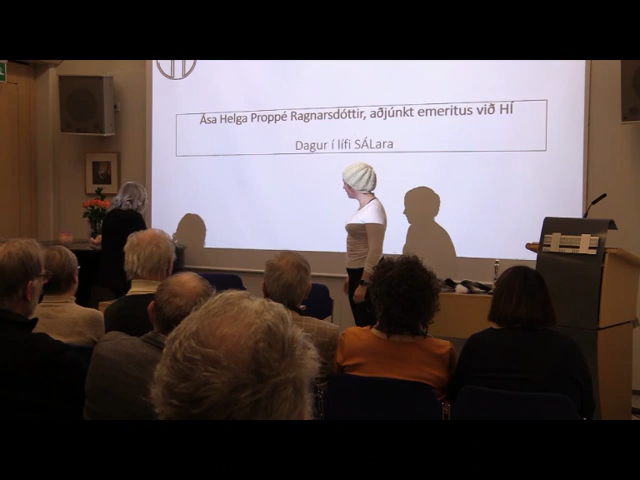 Ása Helga Proppé Ragnarsdóttir, aðjúnkt emeritus við HÍ
Dagur í lífi SÁLara